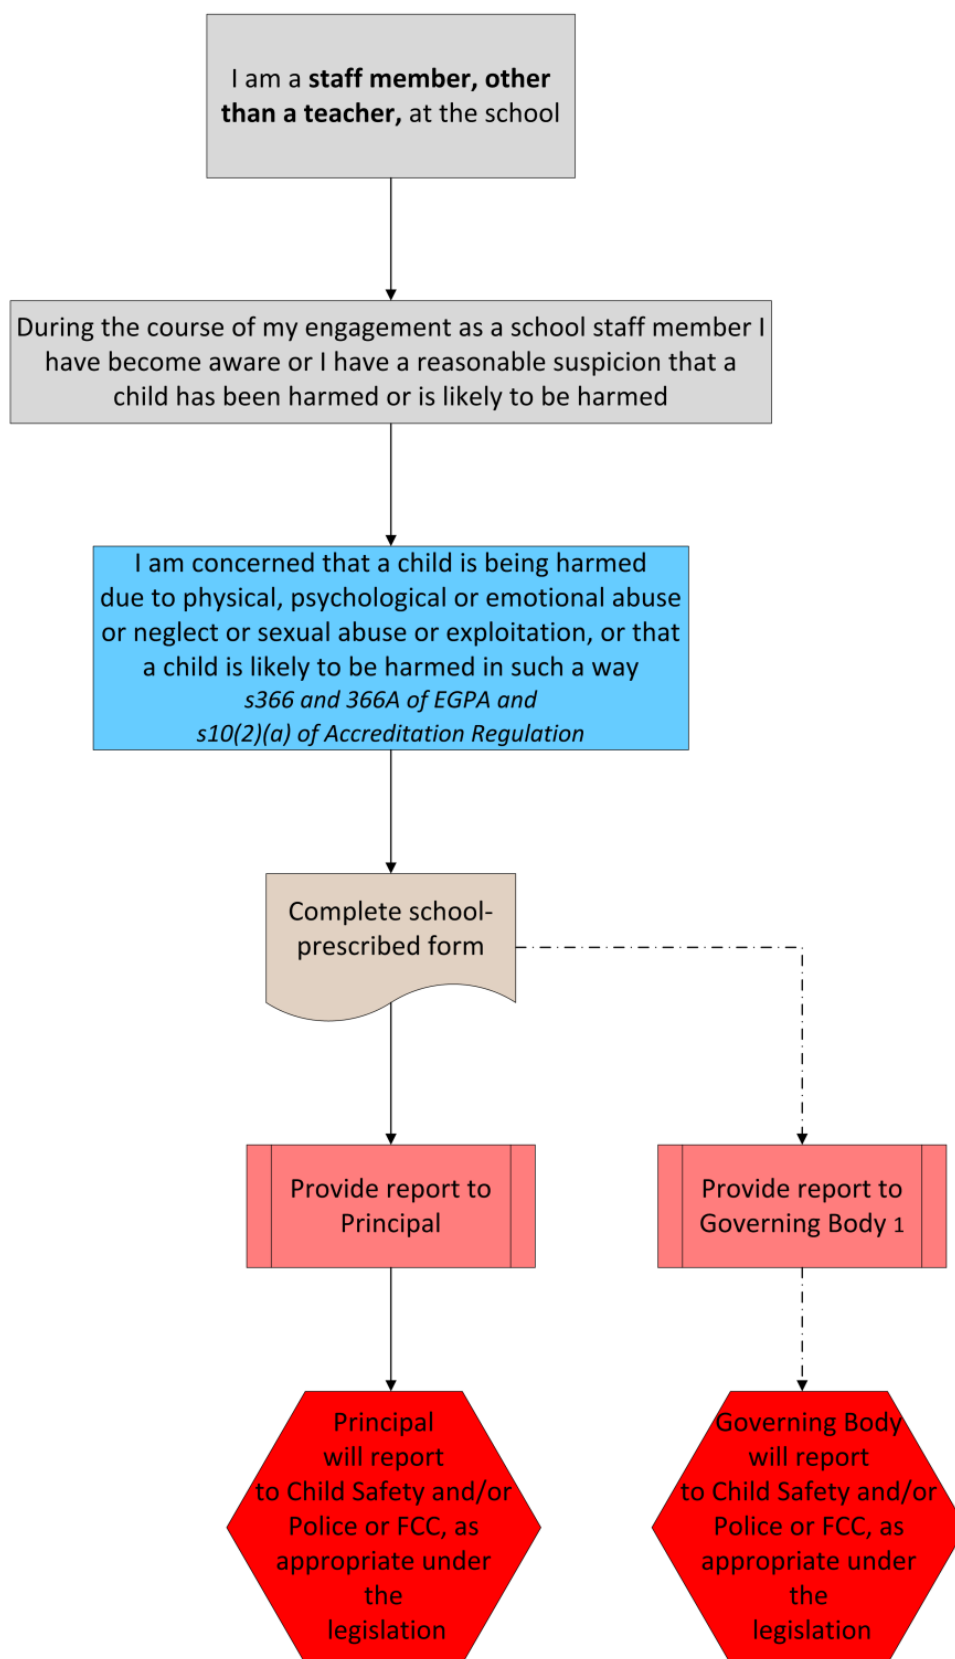 I am a staff member, other
than a teacher, at the school
During the course of my engagement as a school staff member I
have become aware or I have a reasonable suspicion that a
child has been harmed or is likely to be harmed
I am concerned that a child is being harmed
due to physical, psychological or emotional abuse
or neglect or sexual abuse or exploitation, or that
a child is likely to be harmed in such a way
s366 and 366A of EGPA and
s10(2)(a) of Accreditation Regulation
Complete school-
prescribed form
Provide report to
Principal
Provide report to
Governing Body 1
Principal
will report
to Child Safety and/or
Police or FCC, as
appropriate under
the
legislation
Governing Body
will report
to Child Safety and/or
Police or FCC, as
appropriate under
the
legislation